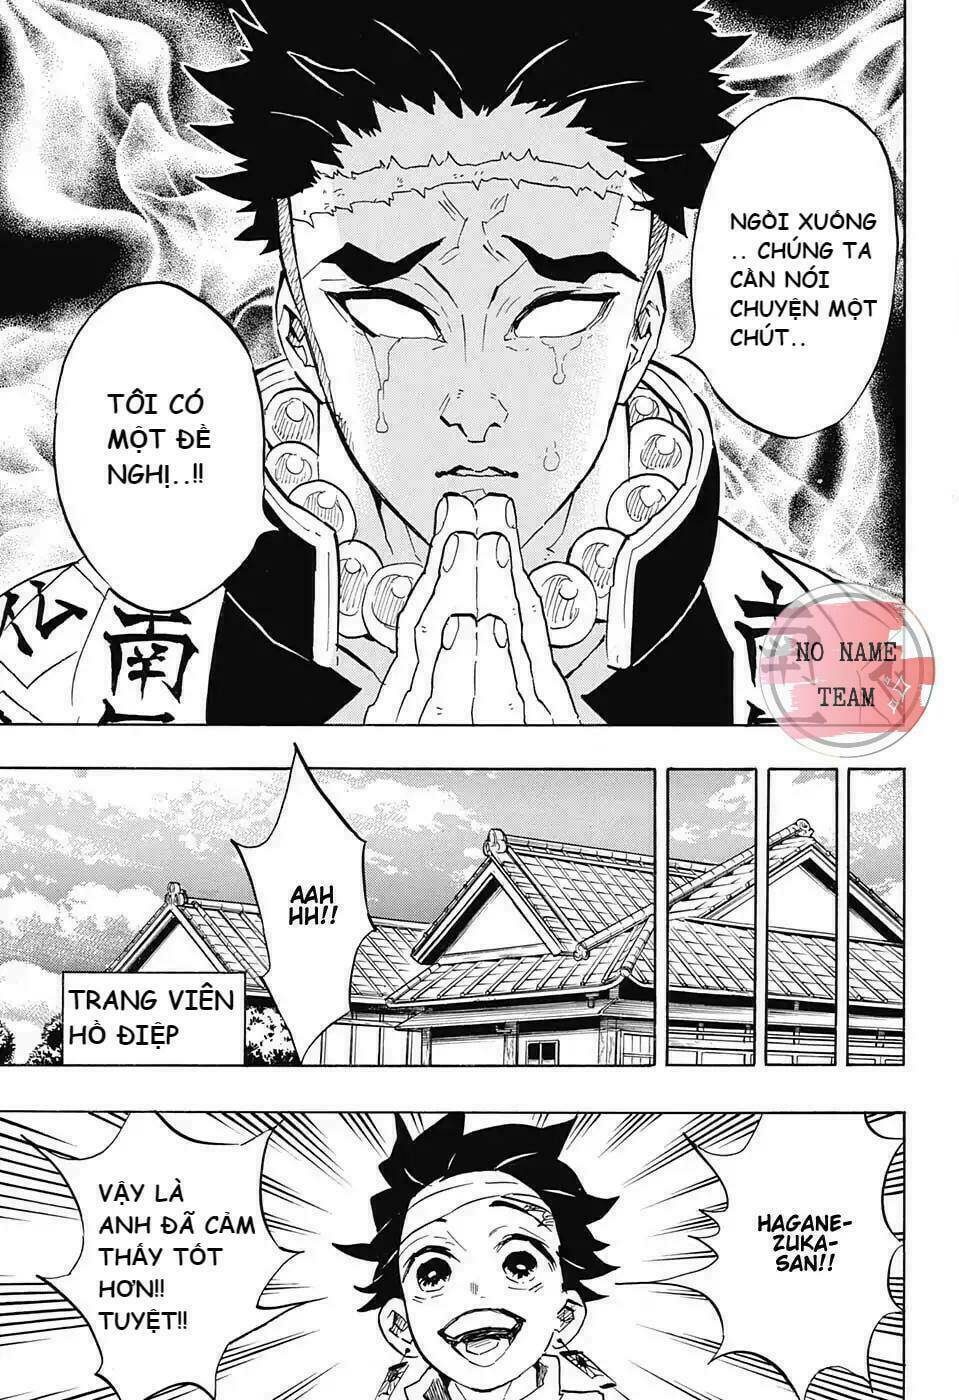 NGỒI XUỐNG
.. CHÚNG TA
CẦN NÓI
CHUYỆN MỘT
CHÚT..
TÔI CÓ
MỘT ĐỀ
NGHỊ..!!
南
NO NAME
TEAM
AAH
HH!!
TRANG VIÊN
HỒ ĐIỆP
HAGANE-
ZUKA-
SAN!!
VẬY LÀ
ANH ĐÃ CẢM
THẤY TỐT
HƠN!!
TUYỆT!!